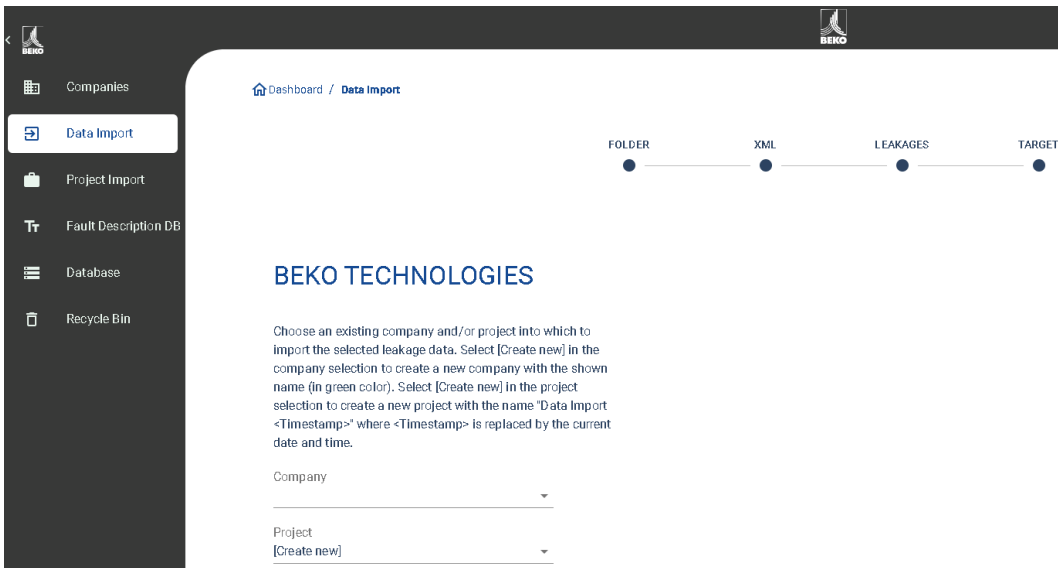 BEKO
BEKO
Companies
Data Import
Project Import
Fault Description DB
Database
Recycle Bin
Dashboard / Data Import
FOLDER XML LEAKAGES TARGET
BEKO TECHNOLOGIES
Choose an existing company and/or project into which to
import the selected leakage data. Select [Create new] in the
company selection to create a new company with the shown
name (in green color). Select [Create new] in the project
selection to create a new project with the name "Data Import
<Timestamp>" where <Timestamp> is replaced by the current
date and time.
Company
Project
[Create new]